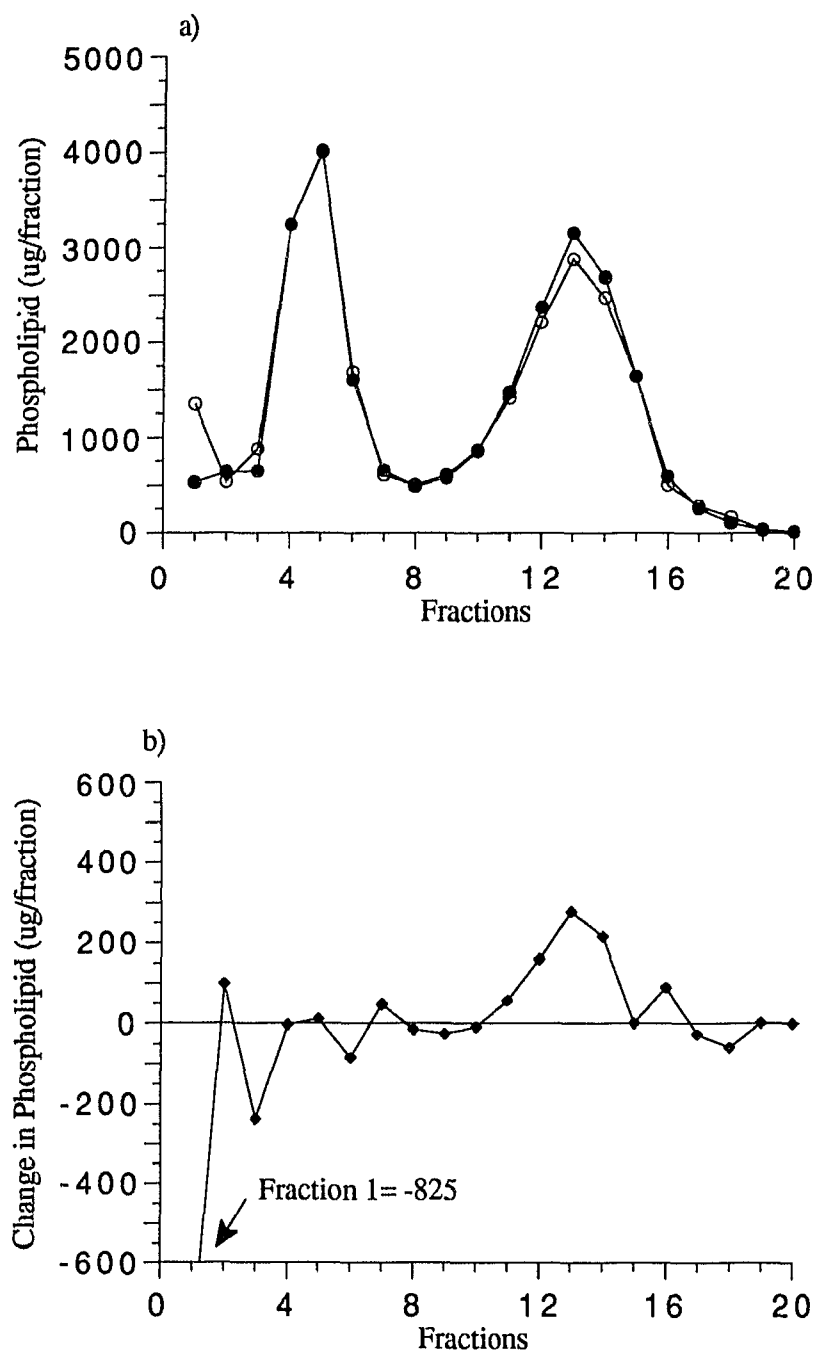 a)
Phospholipid (ug/fraction)
5000
4000
3000
2000
1000
0
0 4 8 12 16 20
Fractions
b)
Change in Phospholipid (ug/fraction)
600
400
200
0
-200
-400
-600
Fraction 1= -825
0 4 8 12 16 20
Fractions